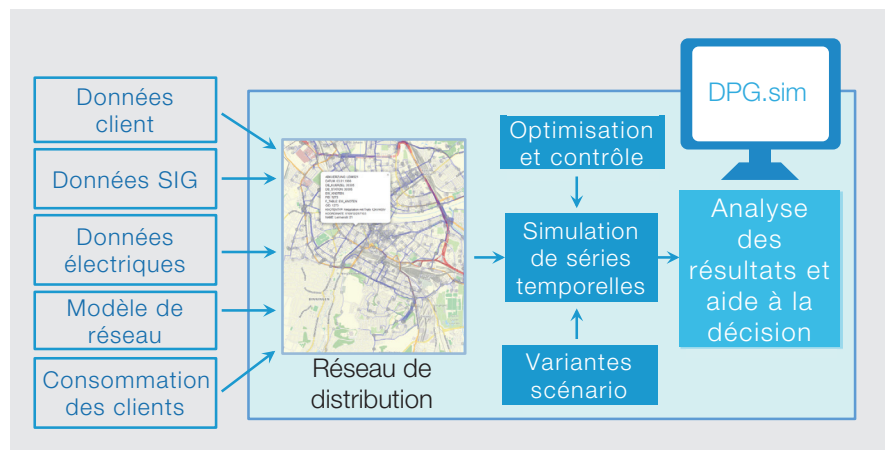 Données
client
Données SIG
Données
électriques
Modèle de
réseau
Consommation
des clients
Réseau de
distribution
Optimisation
et contrôle
Simulation
de séries
temporelles
Variantes
scénario
DPG.sim
Analyse
des
résultats et
aide à la
décision